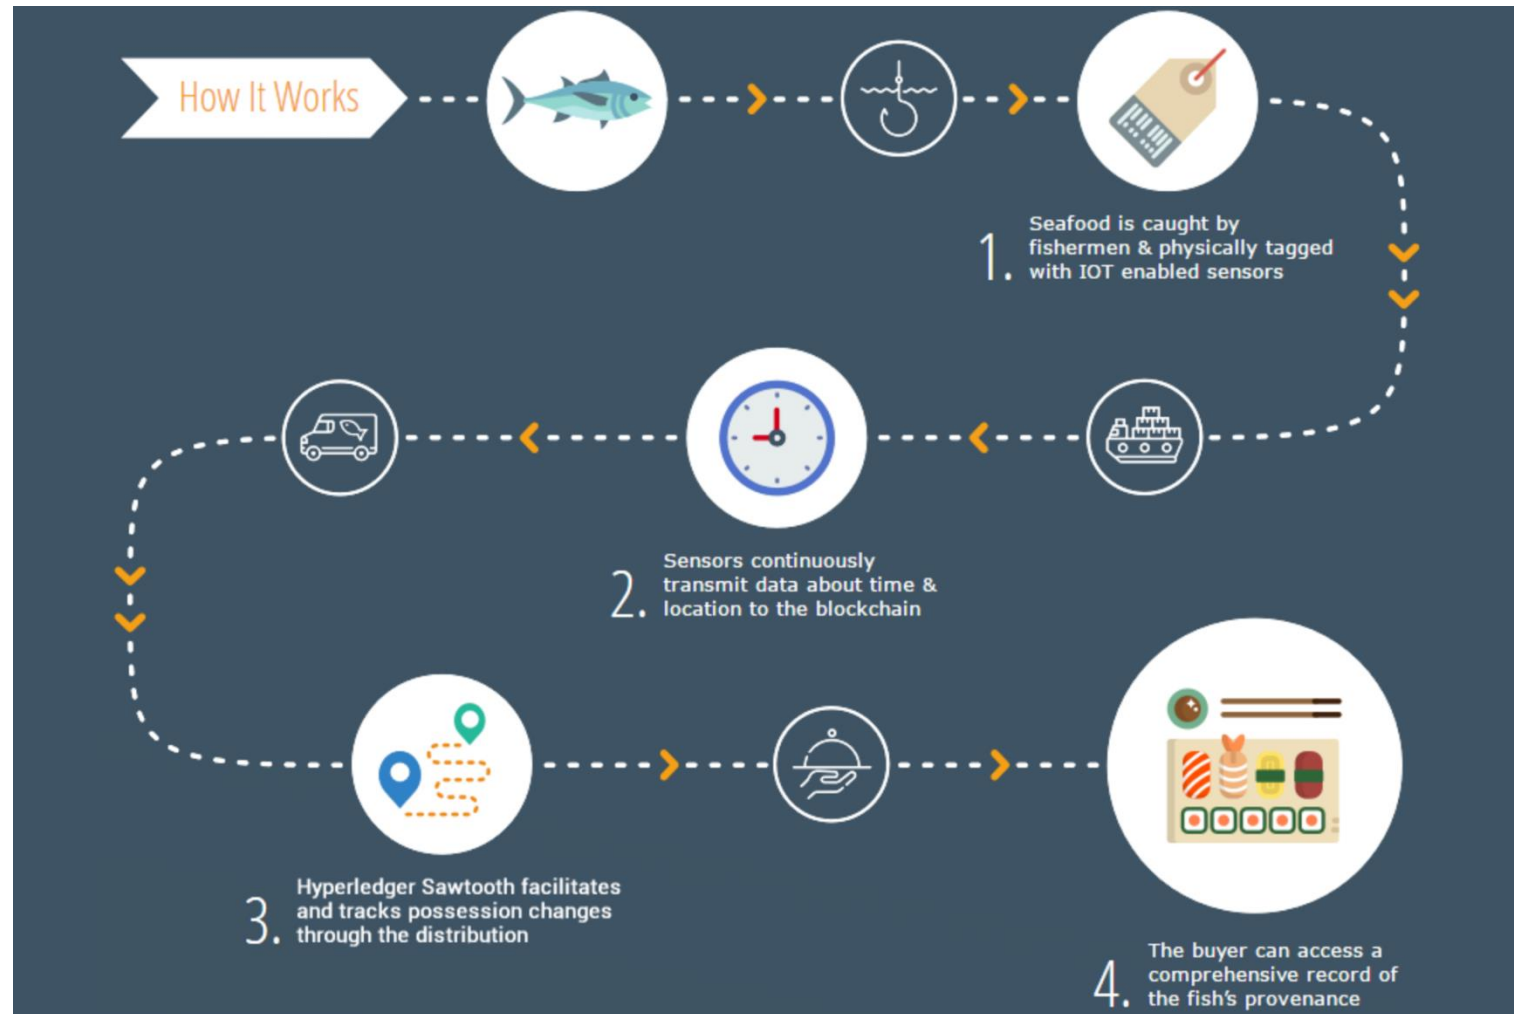 How It Works
1. Seafood is caught by
fishermen & physically tagged
with IOT enabled sensors
2. Sensors continuously
transmit data about time &
location to the blockchain
3. Hyperledger Sawtooth facilitates
and tracks possession changes
through the distribution
4. The buyer can access a
comprehensive record of
the fish's provenance